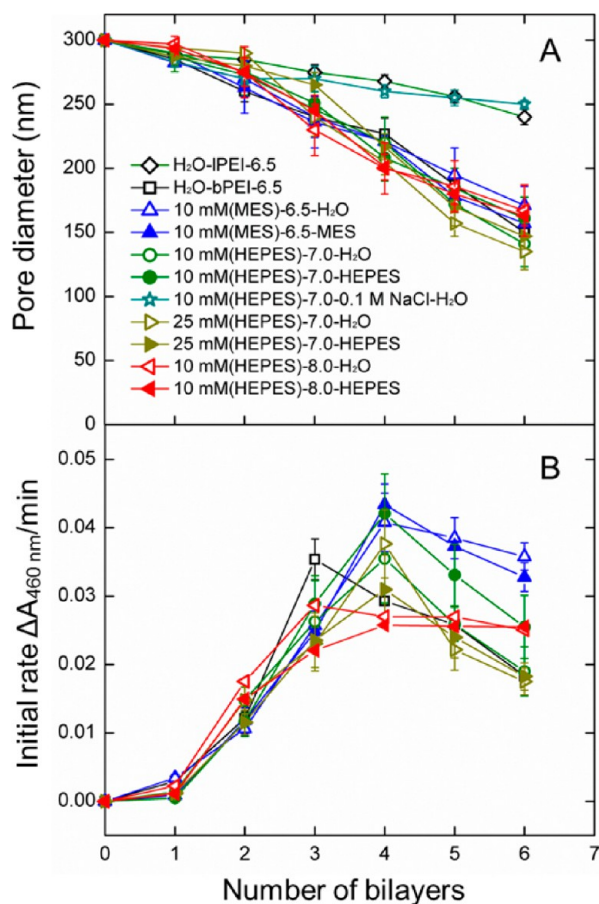 A
300
250
200
150
100
50
0
Pore diameter (nm)
H₂O-lPEI-6.5
H₂O-bPEI-6.5
10 mM(MES)-6.5-H₂O
10 mM(MES)-6.5-MES
10 mM(HEPES)-7.0-H₂O
10 mM(HEPES)-7.0-HEPES
10 mM(HEPES)-7.0-0.1 M NaCl-H₂O
25 mM(HEPES)-7.0-H₂O
25 mM(HEPES)-7.0-HEPES
10 mM(HEPES)-8.0-H₂O
10 mM(HEPES)-8.0-HEPES
B
0.05
0.04
0.03
0.02
0.01
0.00
Initial rate ΔA₄₆₀ ₙₘ/min
0 1 2 3 4 5 6 7
Number of bilayers